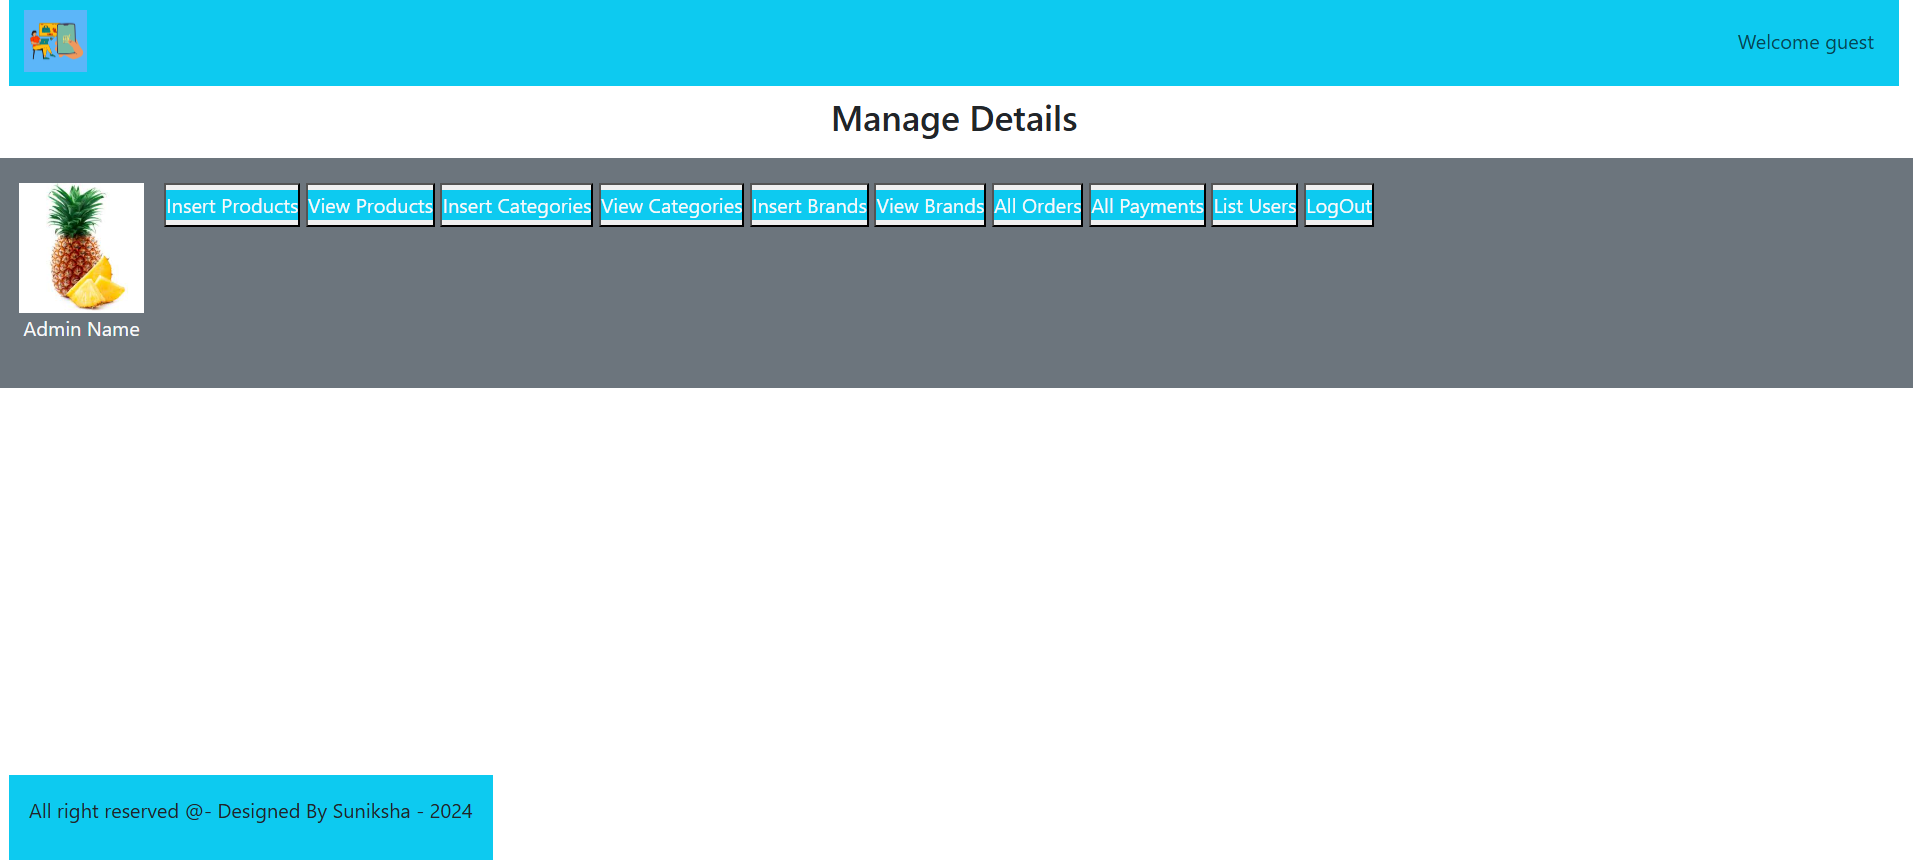 Welcome guest
Manage Details
Insert Products View Products Insert Categories View Categories Insert Brands View Brands All Orders All Payments List Users LogOut
Admin Name
All right reserved @- Designed By Suniksha - 2024